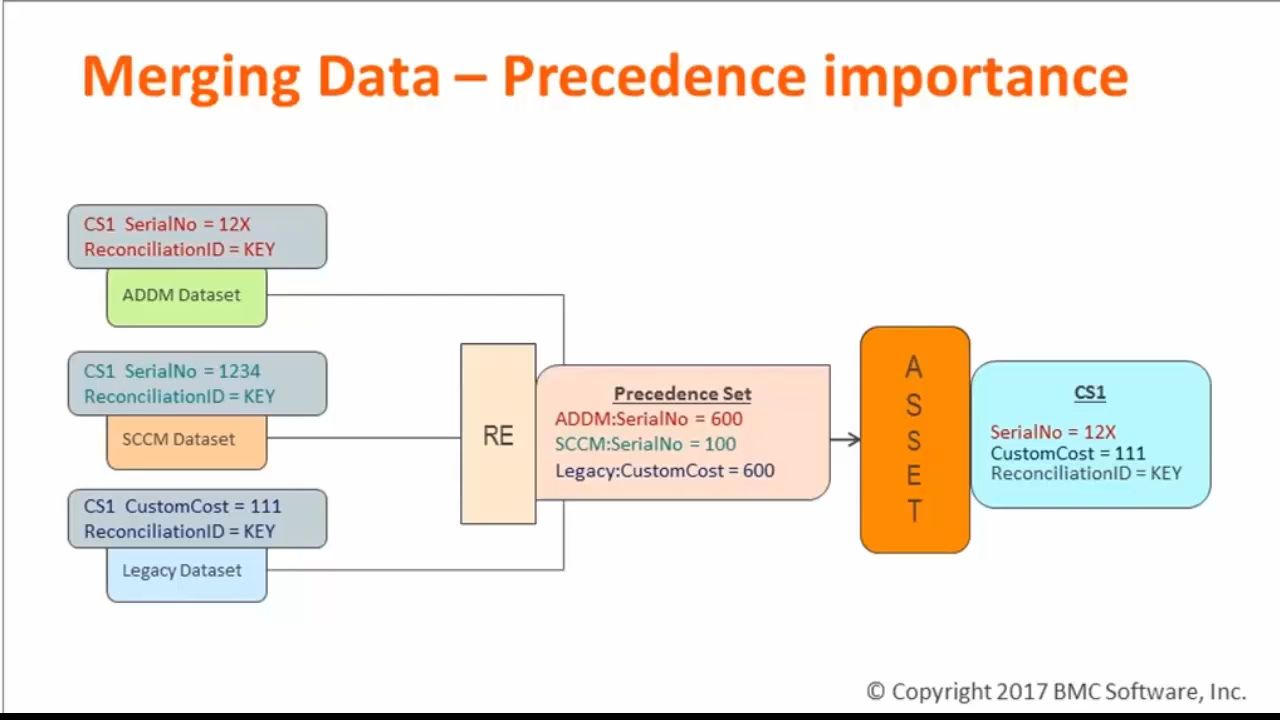 Merging Data – Precedence importance
CS1 SerialNo = 12X
ReconciliationID = KEY
ADDM Dataset
CS1 SerialNo = 1234
ReconciliationID = KEY
SCCM Dataset
CS1 CustomCost = 111
ReconciliationID = KEY
Legacy Dataset
RE
Precedence Set
ADDM:SerialNo = 600
SCCM:SerialNo = 100
Legacy:CustomCost = 600
A
S
S
E
T
CS1
SerialNo = 12X
CustomCost = 111
ReconciliationID = KEY
© Copyright 2017 BMC Software, Inc.